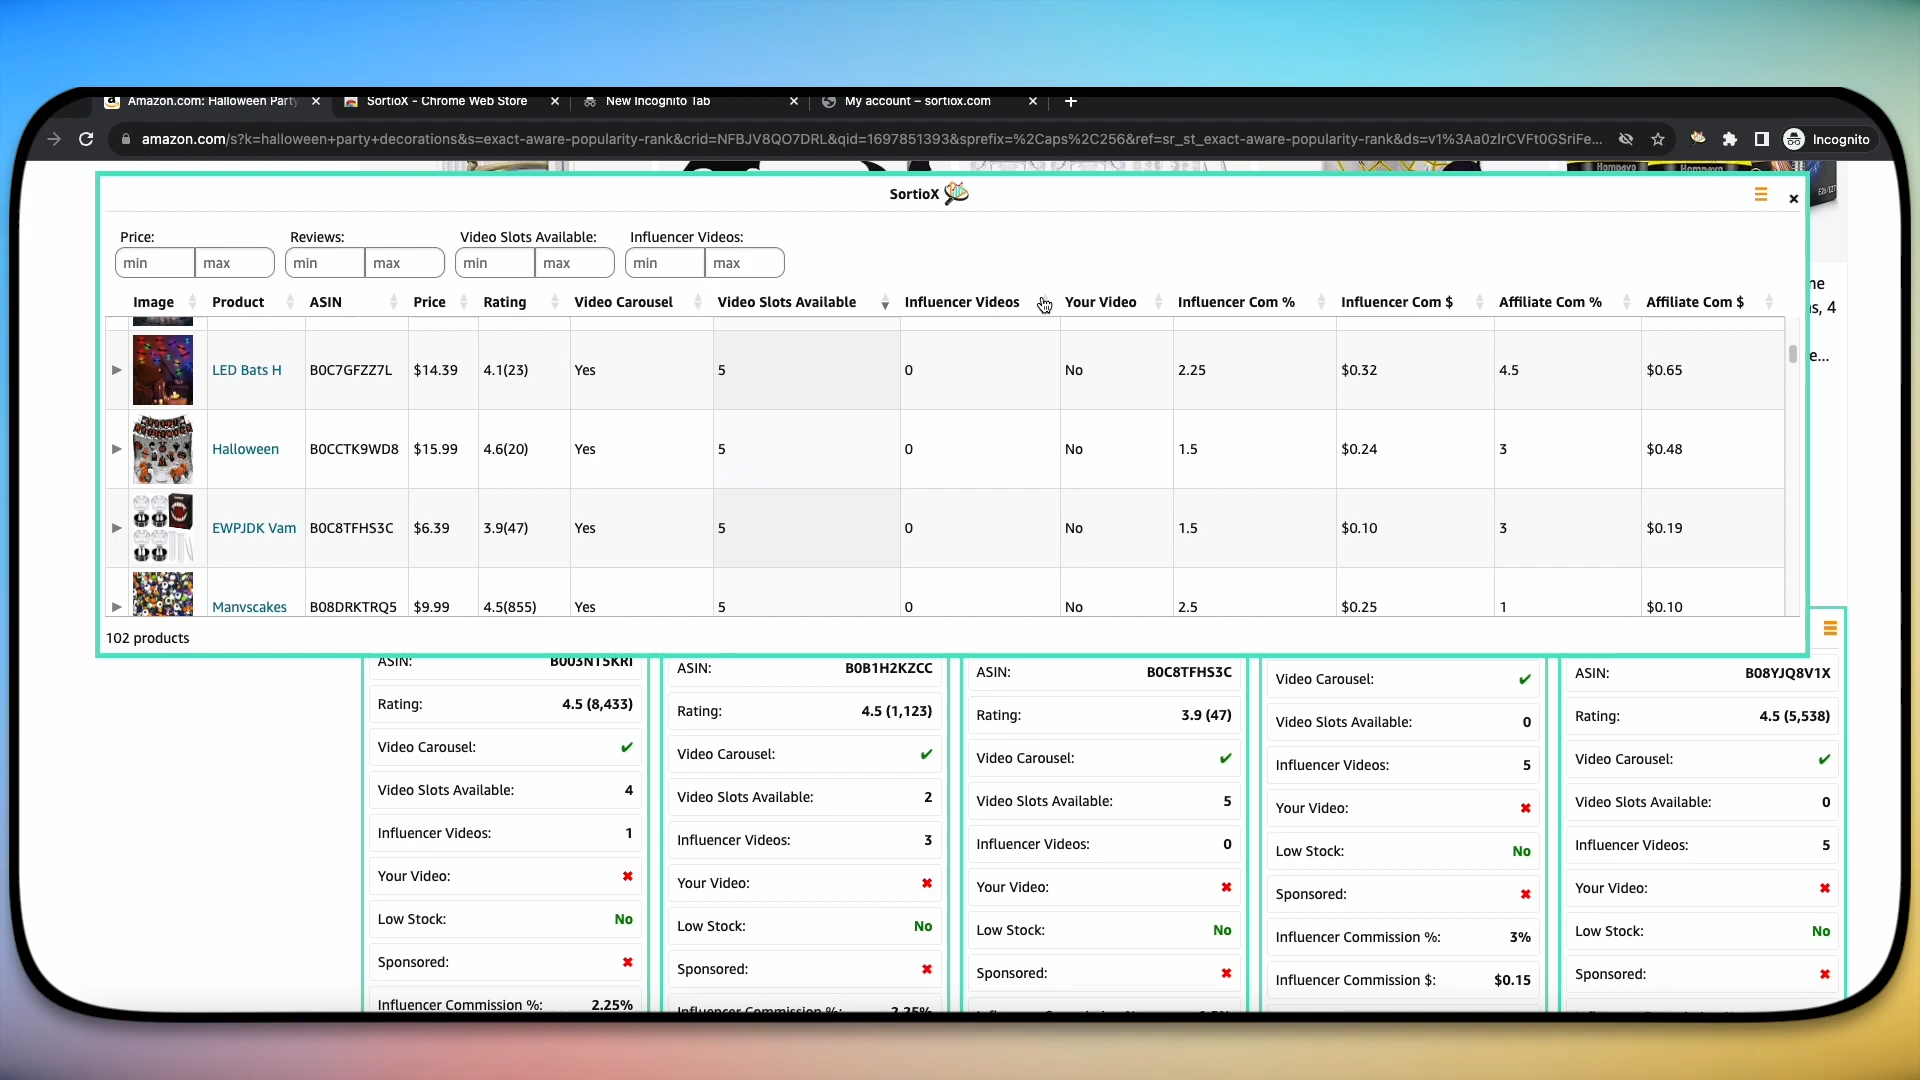 Amazon.com: Halloween Party
SortioX - Chrome Web Store
New Incognito Tab
My account – sortiox.com
amazon.com/s?k=halloween+party+decorations&s=exact-aware-popularity-rank&crid=NFBJV8QO7DRL&qid=1697851393&sprefix=%2Caps%2C256&ref=sr_st_exact-aware-popularity-rank&ds=v1%3Aa0zIrCVFt0GSriFe...
Incognito
Hompavo Hompavo
SortioX
Price: Reviews: Video Slots Available: Influencer Videos:
min max min max min max min max
Image Product ASIN Price Rating Video Carousel Video Slots Available Influencer Videos Your Video Influencer Com % Influencer Com $ Affiliate Com % Affiliate Com $
LED Bats H B0C7GFZZ7L $14.39 4.1(23) Yes 5 0 No 2.25 $0.32 4.5 $0.65
Halloween B0CCTK9WD8 $15.99 4.6(20) Yes 5 0 No 1.5 $0.24 3 $0.48
EWPJDK Vam B0C8TFHS3C $6.39 3.9(47) Yes 5 0 No 1.5 $0.10 3 $0.19
Manvscakes B08DRKTRQ5 $9.99 4.5(855) Yes 5 0 No 2.5 $0.25 1 $0.10
102 products
ne
ns, 4
e...
ASIN: B003NT5KRI
Rating: 4.5 (8,433)
Video Carousel: ✔
Video Slots Available: 4
Influencer Videos: 1
Your Video: ✖
Low Stock: No
Sponsored: ✖
Influencer Commission %: 2.25%
ASIN: B0B1H2KZCC
Rating: 4.5 (1,123)
Video Carousel: ✔
Video Slots Available: 2
Influencer Videos: 3
Your Video: ✖
Low Stock: No
Sponsored: ✖
Influencer Commission %: 2.25%
ASIN: B0C8TFHS3C
Rating: 3.9 (47)
Video Carousel: ✔
Video Slots Available: 5
Influencer Videos: 0
Your Video: ✖
Low Stock: No
Sponsored: ✖
Video Carousel: ✔
Video Slots Available: 0
Influencer Videos: 5
Your Video: ✖
Low Stock: No
Sponsored: ✖
Influencer Commission %: 3%
Influencer Commission $: $0.15
ASIN: B08YJQ8V1X
Rating: 4.5 (5,538)
Video Carousel: ✔
Video Slots Available: 0
Influencer Videos: 5
Your Video: ✖
Low Stock: No
Sponsored: ✖